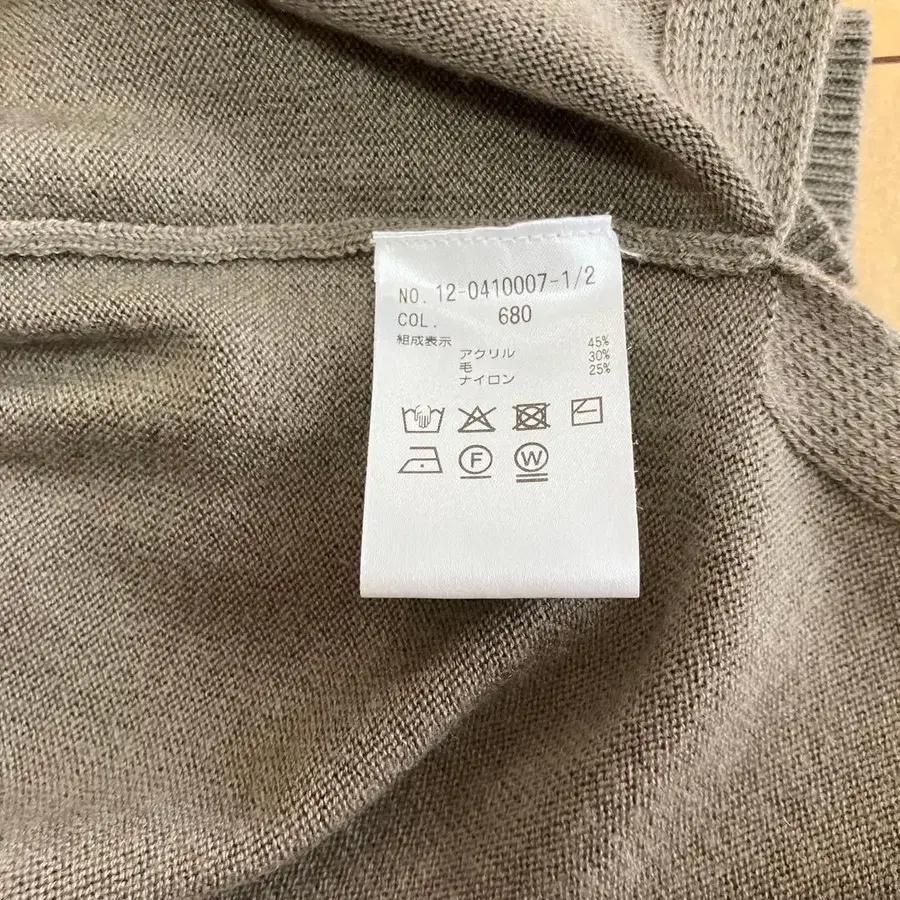 NO. 12-0410007-1/2
COL. 680
組成表示
アクリル 45%
毛 30%
ナイロン 25%
F W